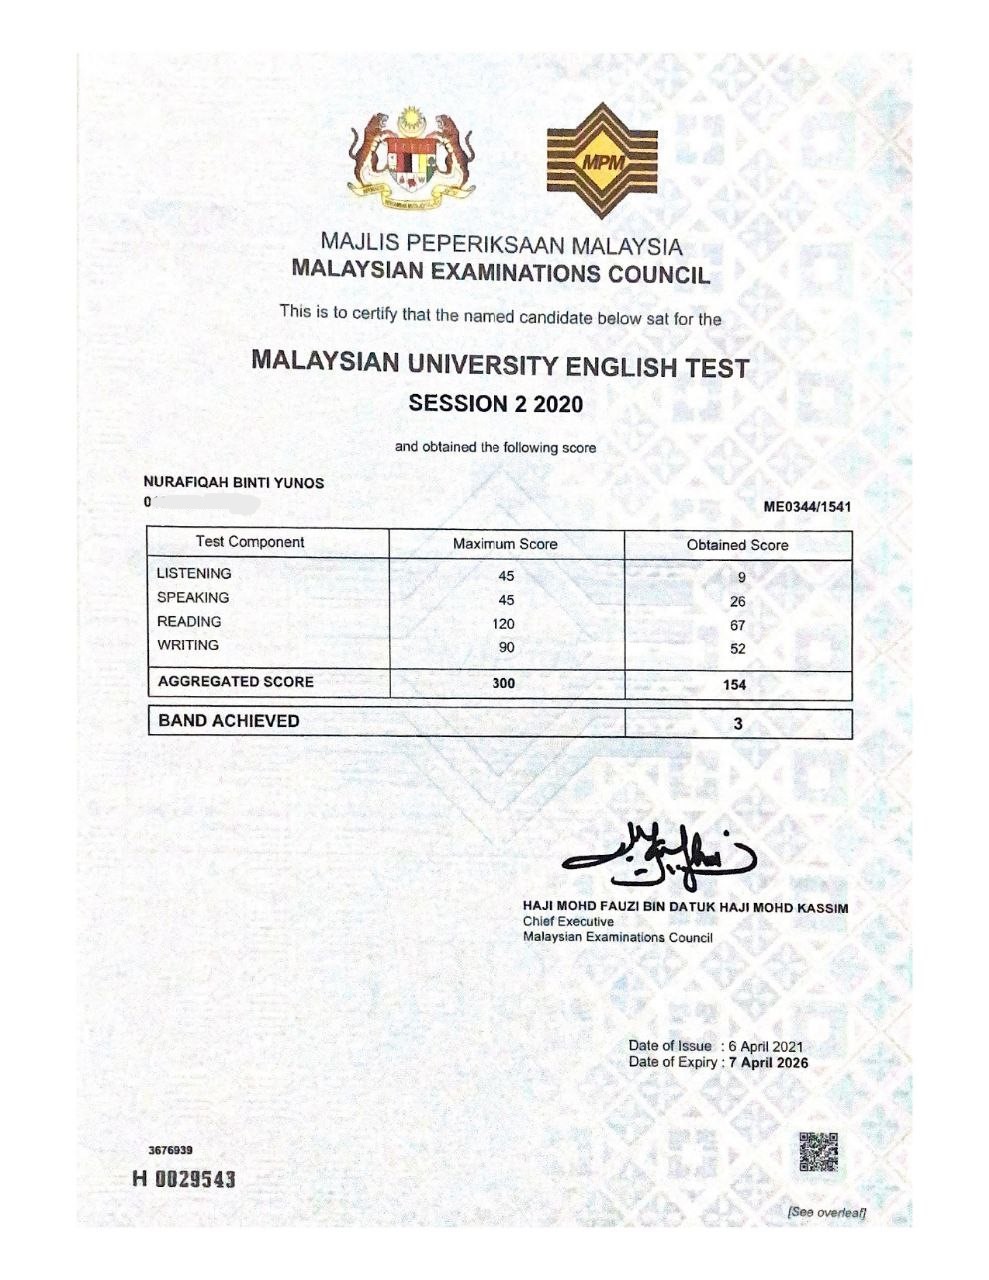 MPM
MAJLIS PEPERIKSAAN MALAYSIA
MALAYSIAN EXAMINATIONS COUNCIL
This is to certify that the named candidate below sat for the
MALAYSIAN UNIVERSITY ENGLISH TEST
SESSION 2 2020
and obtained the following score
NURAFIQAH BINTI YUNOS
0
ME0344/1541
Test Component Maximum Score Obtained Score
LISTENING 45 9
SPEAKING 45 26
READING 120 67
WRITING 90 52
AGGREGATED SCORE 300 154
BAND ACHIEVED 3
HAJI MOHD FAUZI BIN DATUK HAJI MOHD KASSIM
Chief Executive
Malaysian Examinations Council
Date of Issue : 6 April 2021
Date of Expiry : 7 April 2026
3676939
H 0029543
[See overleaf]